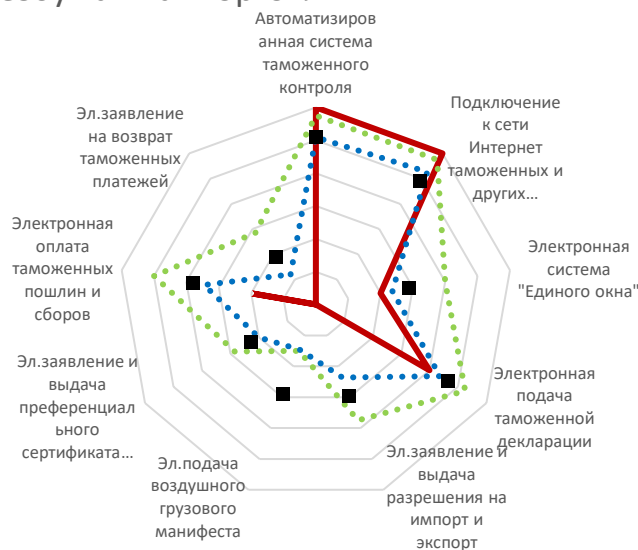 Автоматизиров
анная система
таможенного
контроля
Подключение
к сети
Интернет
таможенных и
других…
Электронная
система
"Единого окна"
Электронная
подача
таможенной
декларации
Эл.заявление и
выдача
разрешения на
импорт и
экспорт
Эл.подача
воздушного
грузового
манифеста
Эл.заявление и
выдача
преференциал
ьного
сертификата…
Электронная
оплата
таможенных
пошлин и
сборов
Эл.заявление
на возврат
таможенных
платежей